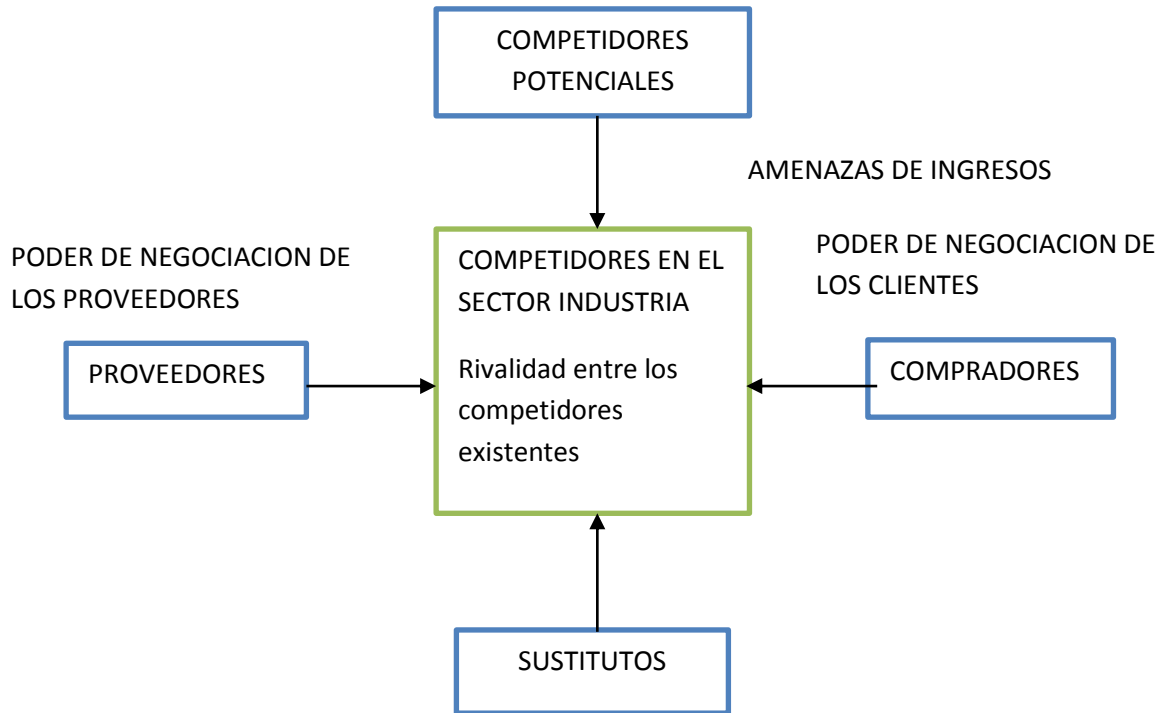 COMPETIDORES
POTENCIALES
AMENAZAS DE INGRESOS
PODER DE NEGOCIACION DE
LOS PROVEEDORES
COMPETIDORES EN EL
SECTOR INDUSTRIA
PODER DE NEGOCIACION DE
LOS CLIENTES
PROVEEDORES
Rivalidad entre los
competidores
existentes
COMPRADORES
SUSTITUTOS